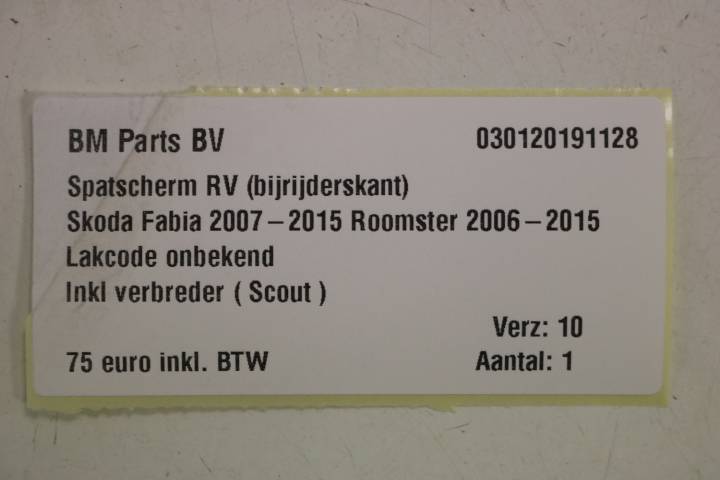 BM Parts BV 030120191128
Spatscherm RV (bijrijderskant)
Skoda Fabia 2007-2015 Roomster 2006-2015
Lakcode onbekend
Inkl verbreder ( Scout )
Verz: 10
75 euro inkl. BTW Aantal: 1